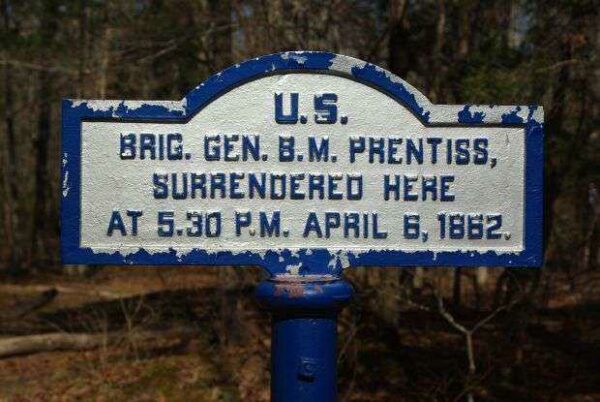 U.S.
BRIG. GEN. B.M. PRENTISS,
SURRENDERED HERE
AT 5.30 P.M. APRIL 6, 1862.